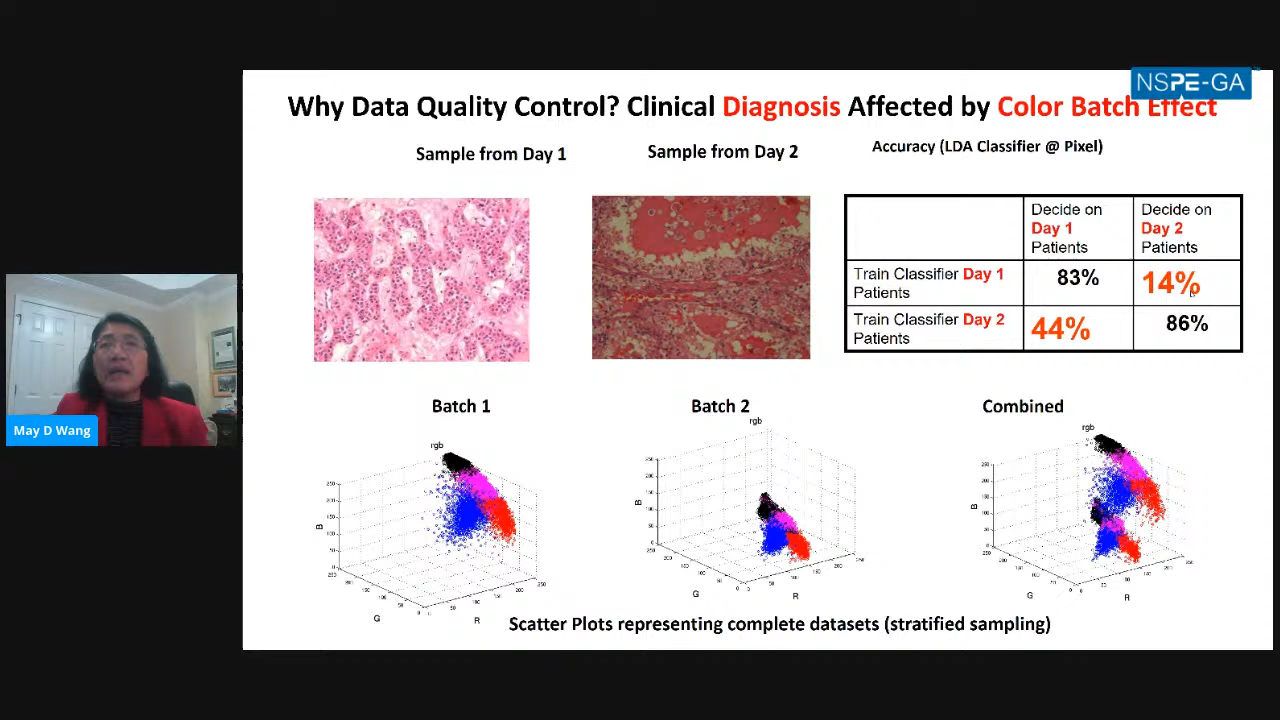 NSPE-GA
Why Data Quality Control? Clinical Diagnosis Affected by Color Batch Effect
Sample from Day 1
Sample from Day 2
Accuracy (LDA Classifier @ Pixel)
Decide on
Day 1
Patients
Decide on
Day 2
Patients
Train Classifier Day 1
Patients
83%
14%
Train Classifier Day 2
Patients
44%
86%
May D Wang
Batch 1
Batch 2
Combined
rgb
B
G
R
rgb
B
G
R
rgb
B
G
R
Scatter Plots representing complete datasets (stratified sampling)